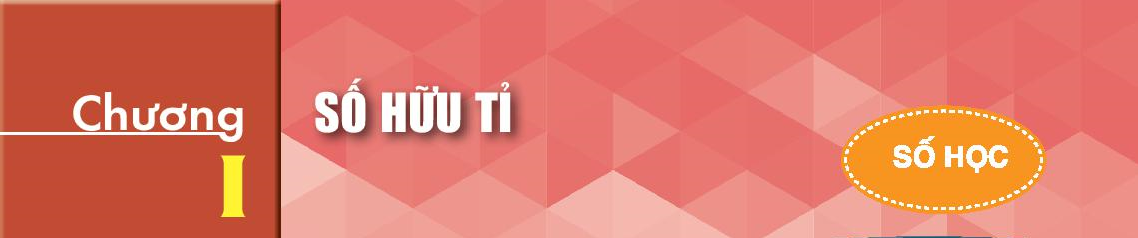 Chương
I
SỐ HỮU TỈ
SỐ HỌC